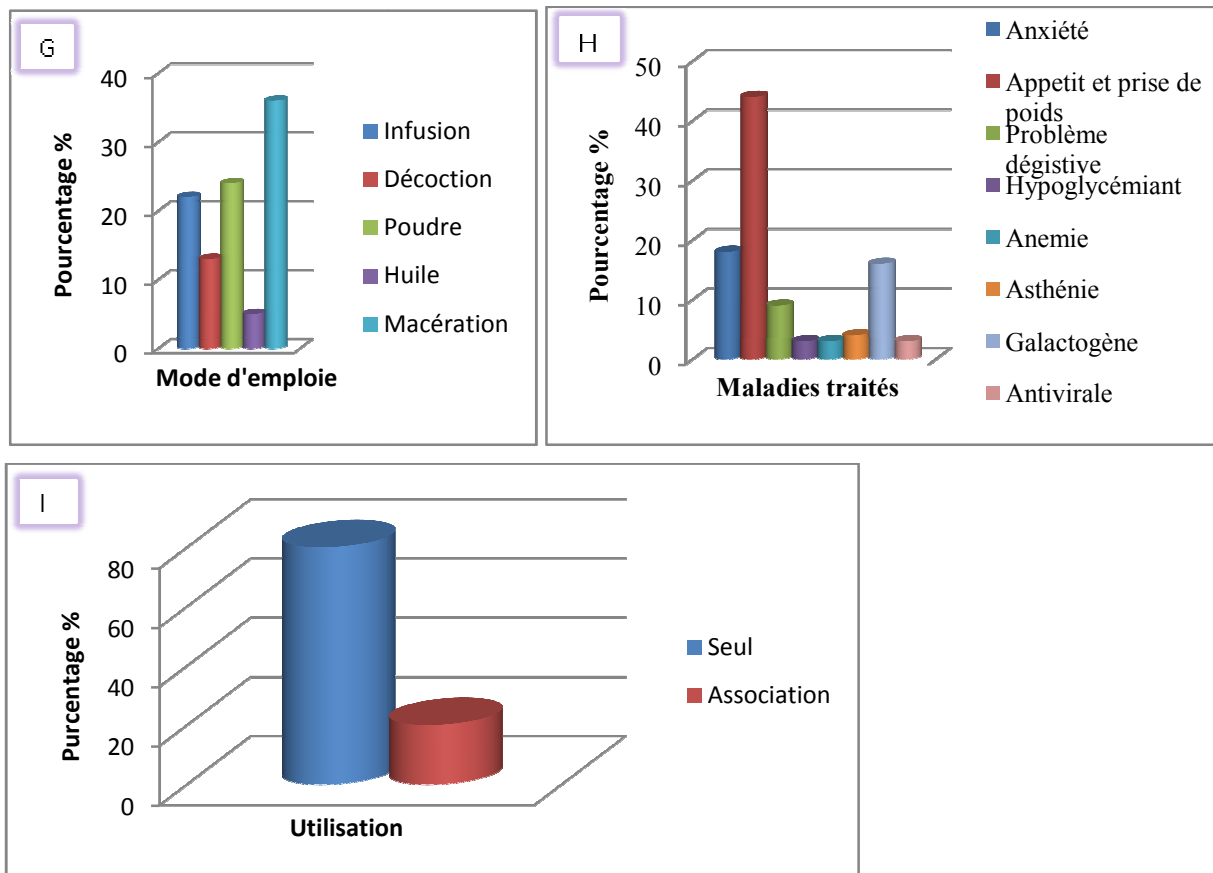 G
40
30
20
10
0
Pourcentage %
Mode d'emploie
Infusion
Décoction
Poudre
Huile
Macération
H
50
40
30
20
10
0
Pourcentage %
Maladies traités
Anxiété
Appetit et prise de
poids
Problème
dégistive
Hypoglycémiant
Anemie
Asthénie
Galactogène
Antivirale
I
80
60
40
20
0
Purcentage %
Utilisation
Seul
Association